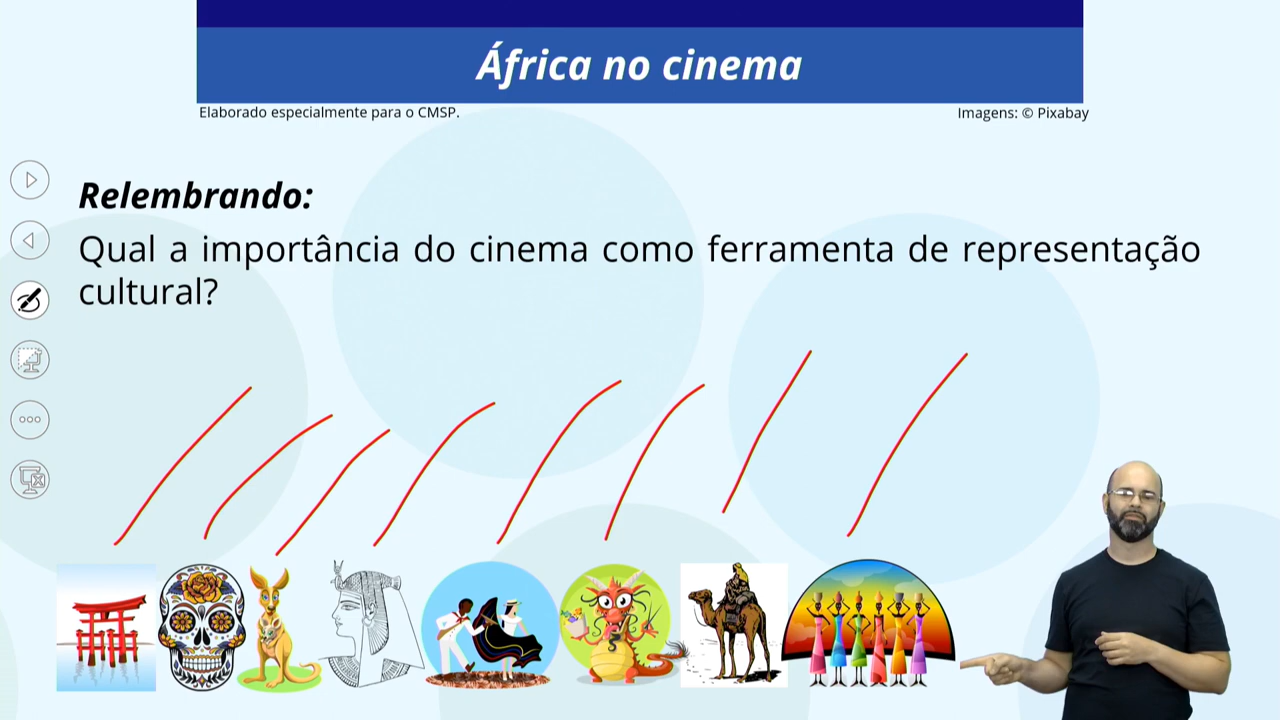 África no cinema
Elaborado especialmente para o CMSP.
Imagens: © Pixabay
Relembrando:
Qual a importância do cinema como ferramenta de representação
cultural?